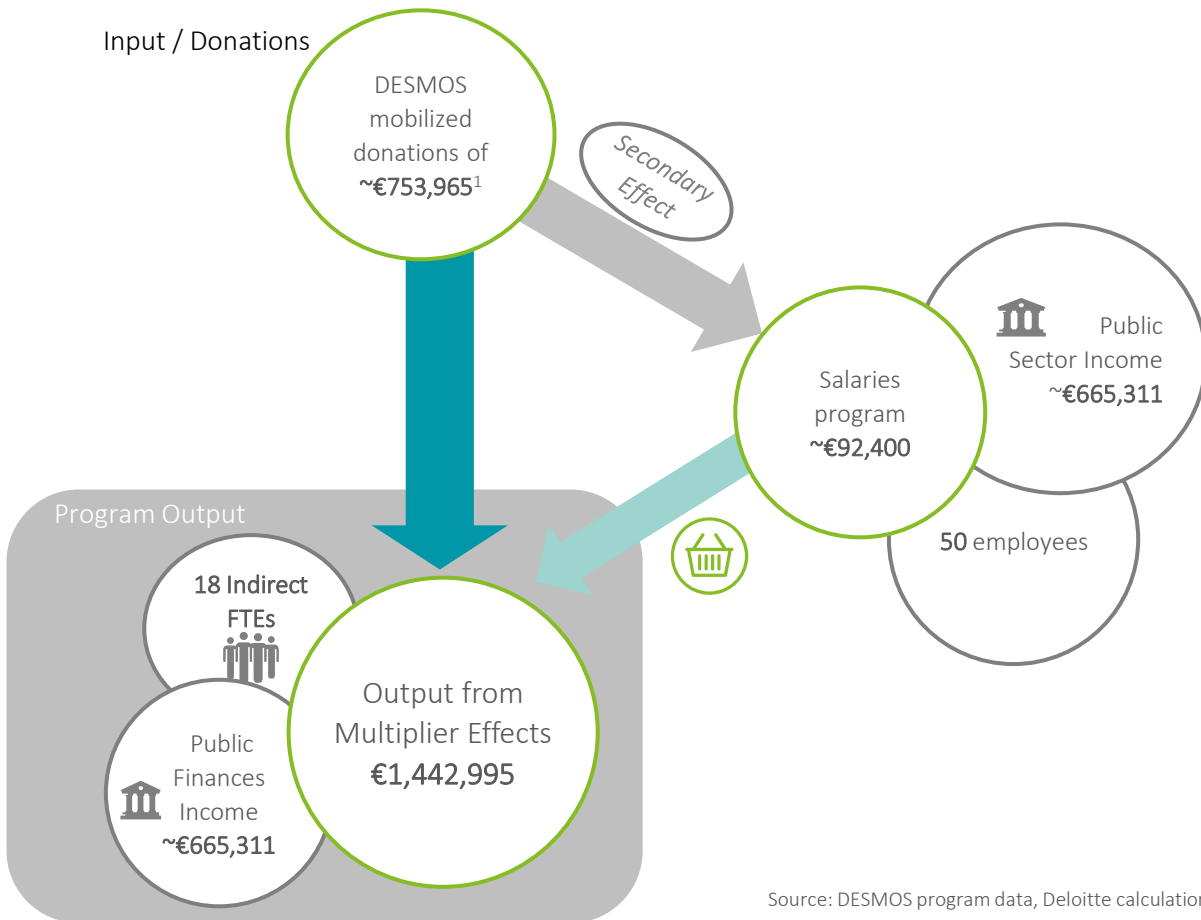 Input / Donations
DESMOS
mobilized
donations of
~€753,965¹
Secondary
Effect
Public
Sector Income
~€665,311
Salaries
program
~€92,400
50 employees
Program Output
18 Indirect
FTEs
Output from
Multiplier Effects
€1,442,995
Public
Finances
Income
~€665,311
Source: DESMOS program data, Deloitte calculation